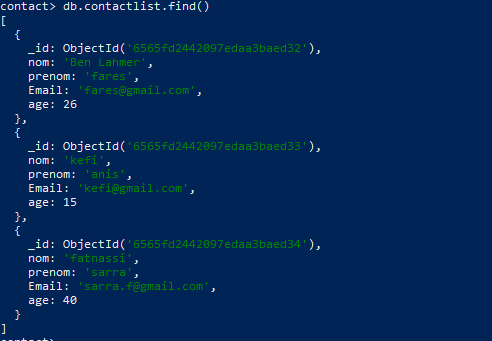 contact> db.contactlist.find()
[
  {
    _id: ObjectId('6565fd2442097edaa3baed32'),
    nom: 'Ben Lahmer',
    prenom: 'fares',
    Email: 'fares@gmail.com',
    age: 26
  },
  {
    _id: ObjectId('6565fd2442097edaa3baed33'),
    nom: 'kefi',
    prenom: 'anis',
    Email: 'kefi@gmail.com',
    age: 15
  },
  {
    _id: ObjectId('6565fd2442097edaa3baed34'),
    nom: 'fatnassi',
    prenom: 'sarra',
    Email: 'sarra.f@gmail.com',
    age: 40
  }
]
contact>